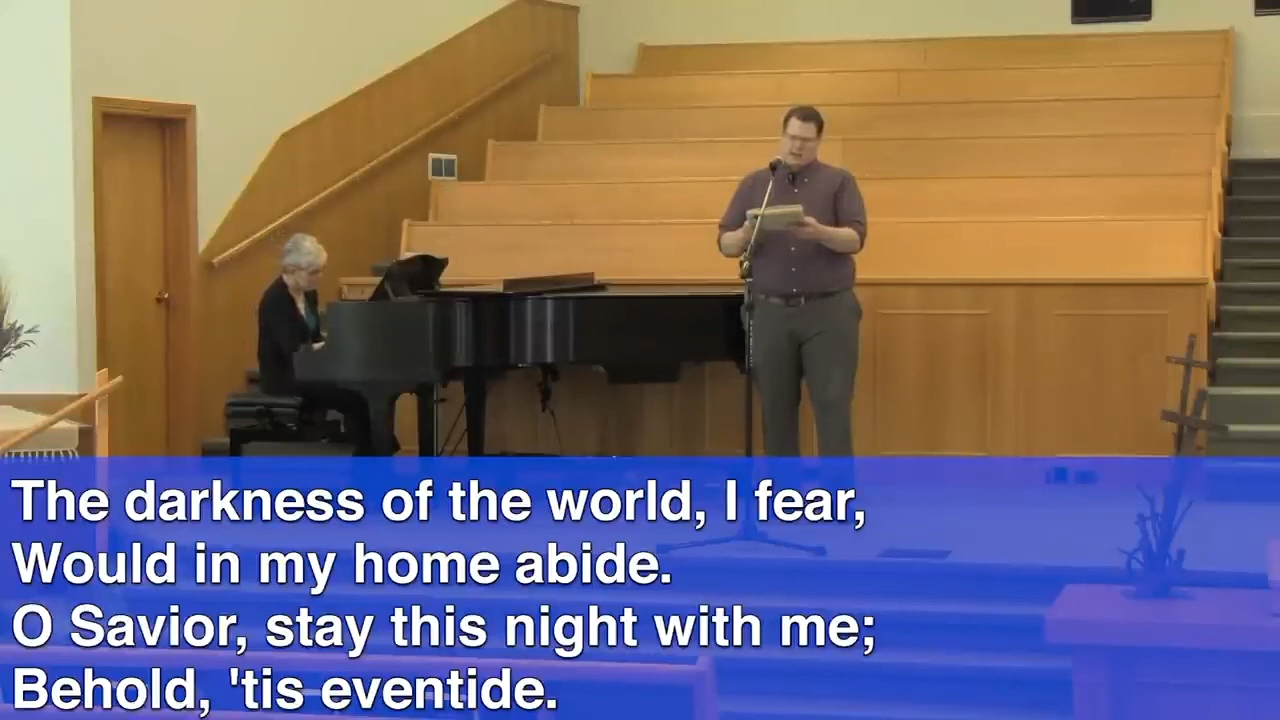 The darkness of the world, I fear,
Would in my home abide.
O Savior, stay this night with me;
Behold, 'tis eventide.